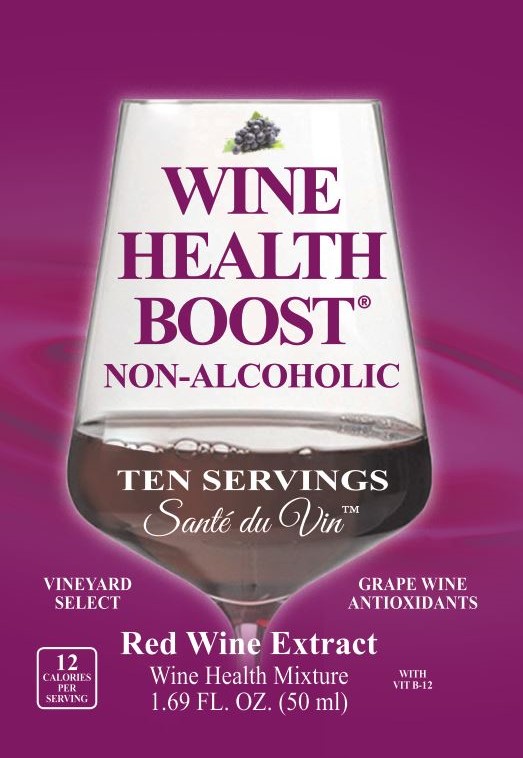 WINE
HEALTH
BOOST®
NON-ALCOHOLIC
TEN SERVINGS
Santé du Vin™
VINEYARD
SELECT
GRAPE WINE
ANTIOXIDANTS
Red Wine Extract
12
CALORIES
PER
SERVING
Wine Health Mixture
1.69 FL. OZ. (50 ml)
WITH
VIT B-12